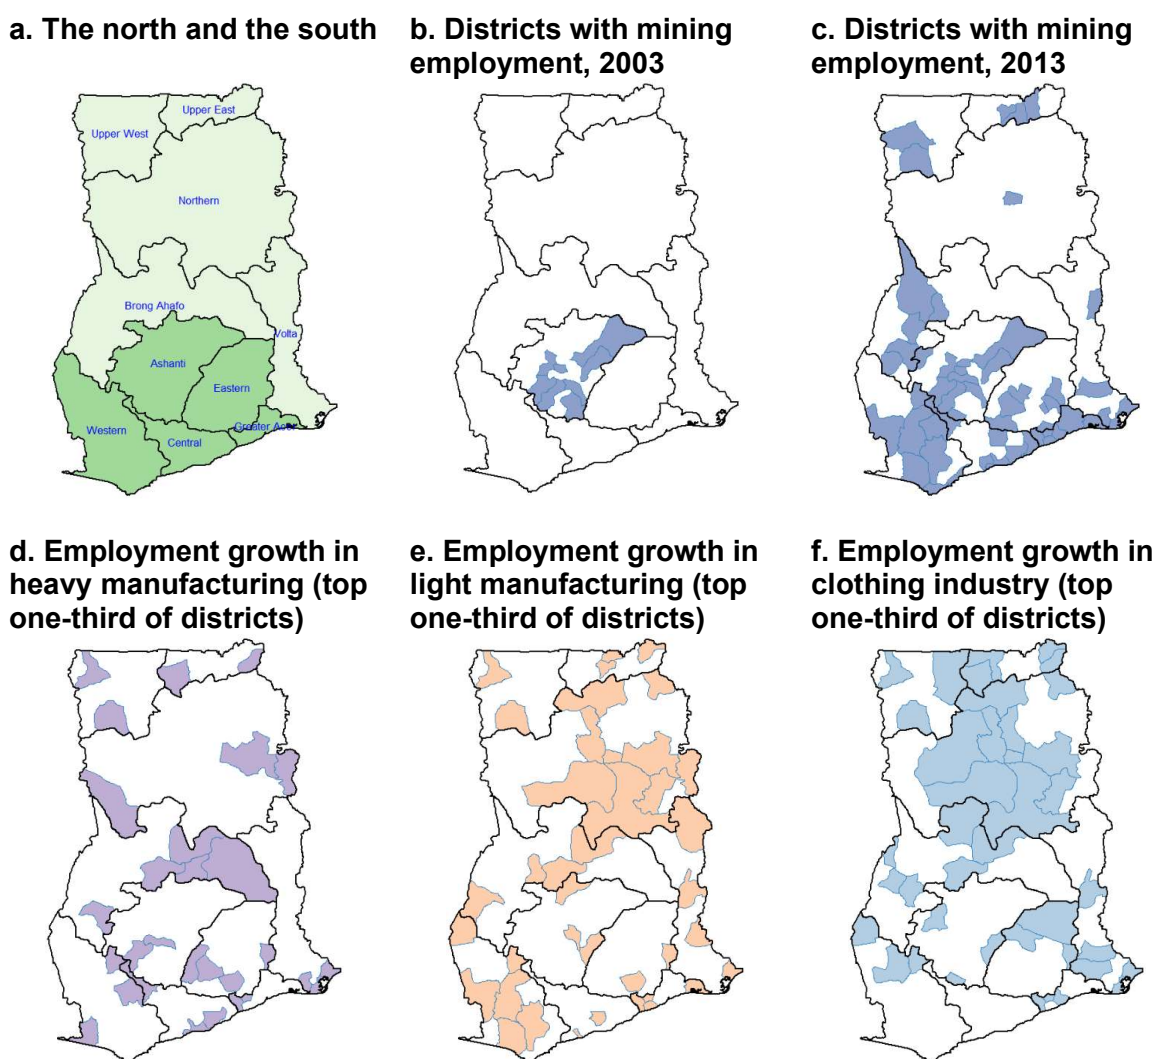 a. The north and the south
b. Districts with mining
employment, 2003
c. Districts with mining
employment, 2013
Upper East
Upper West
Northern
Brong Ahafo
Volta
Ashanti
Eastern
Western
Central
Greater Accr
d. Employment growth in
heavy manufacturing (top
one-third of districts)
e. Employment growth in
light manufacturing (top
one-third of districts)
f. Employment growth in
clothing industry (top
one-third of districts)